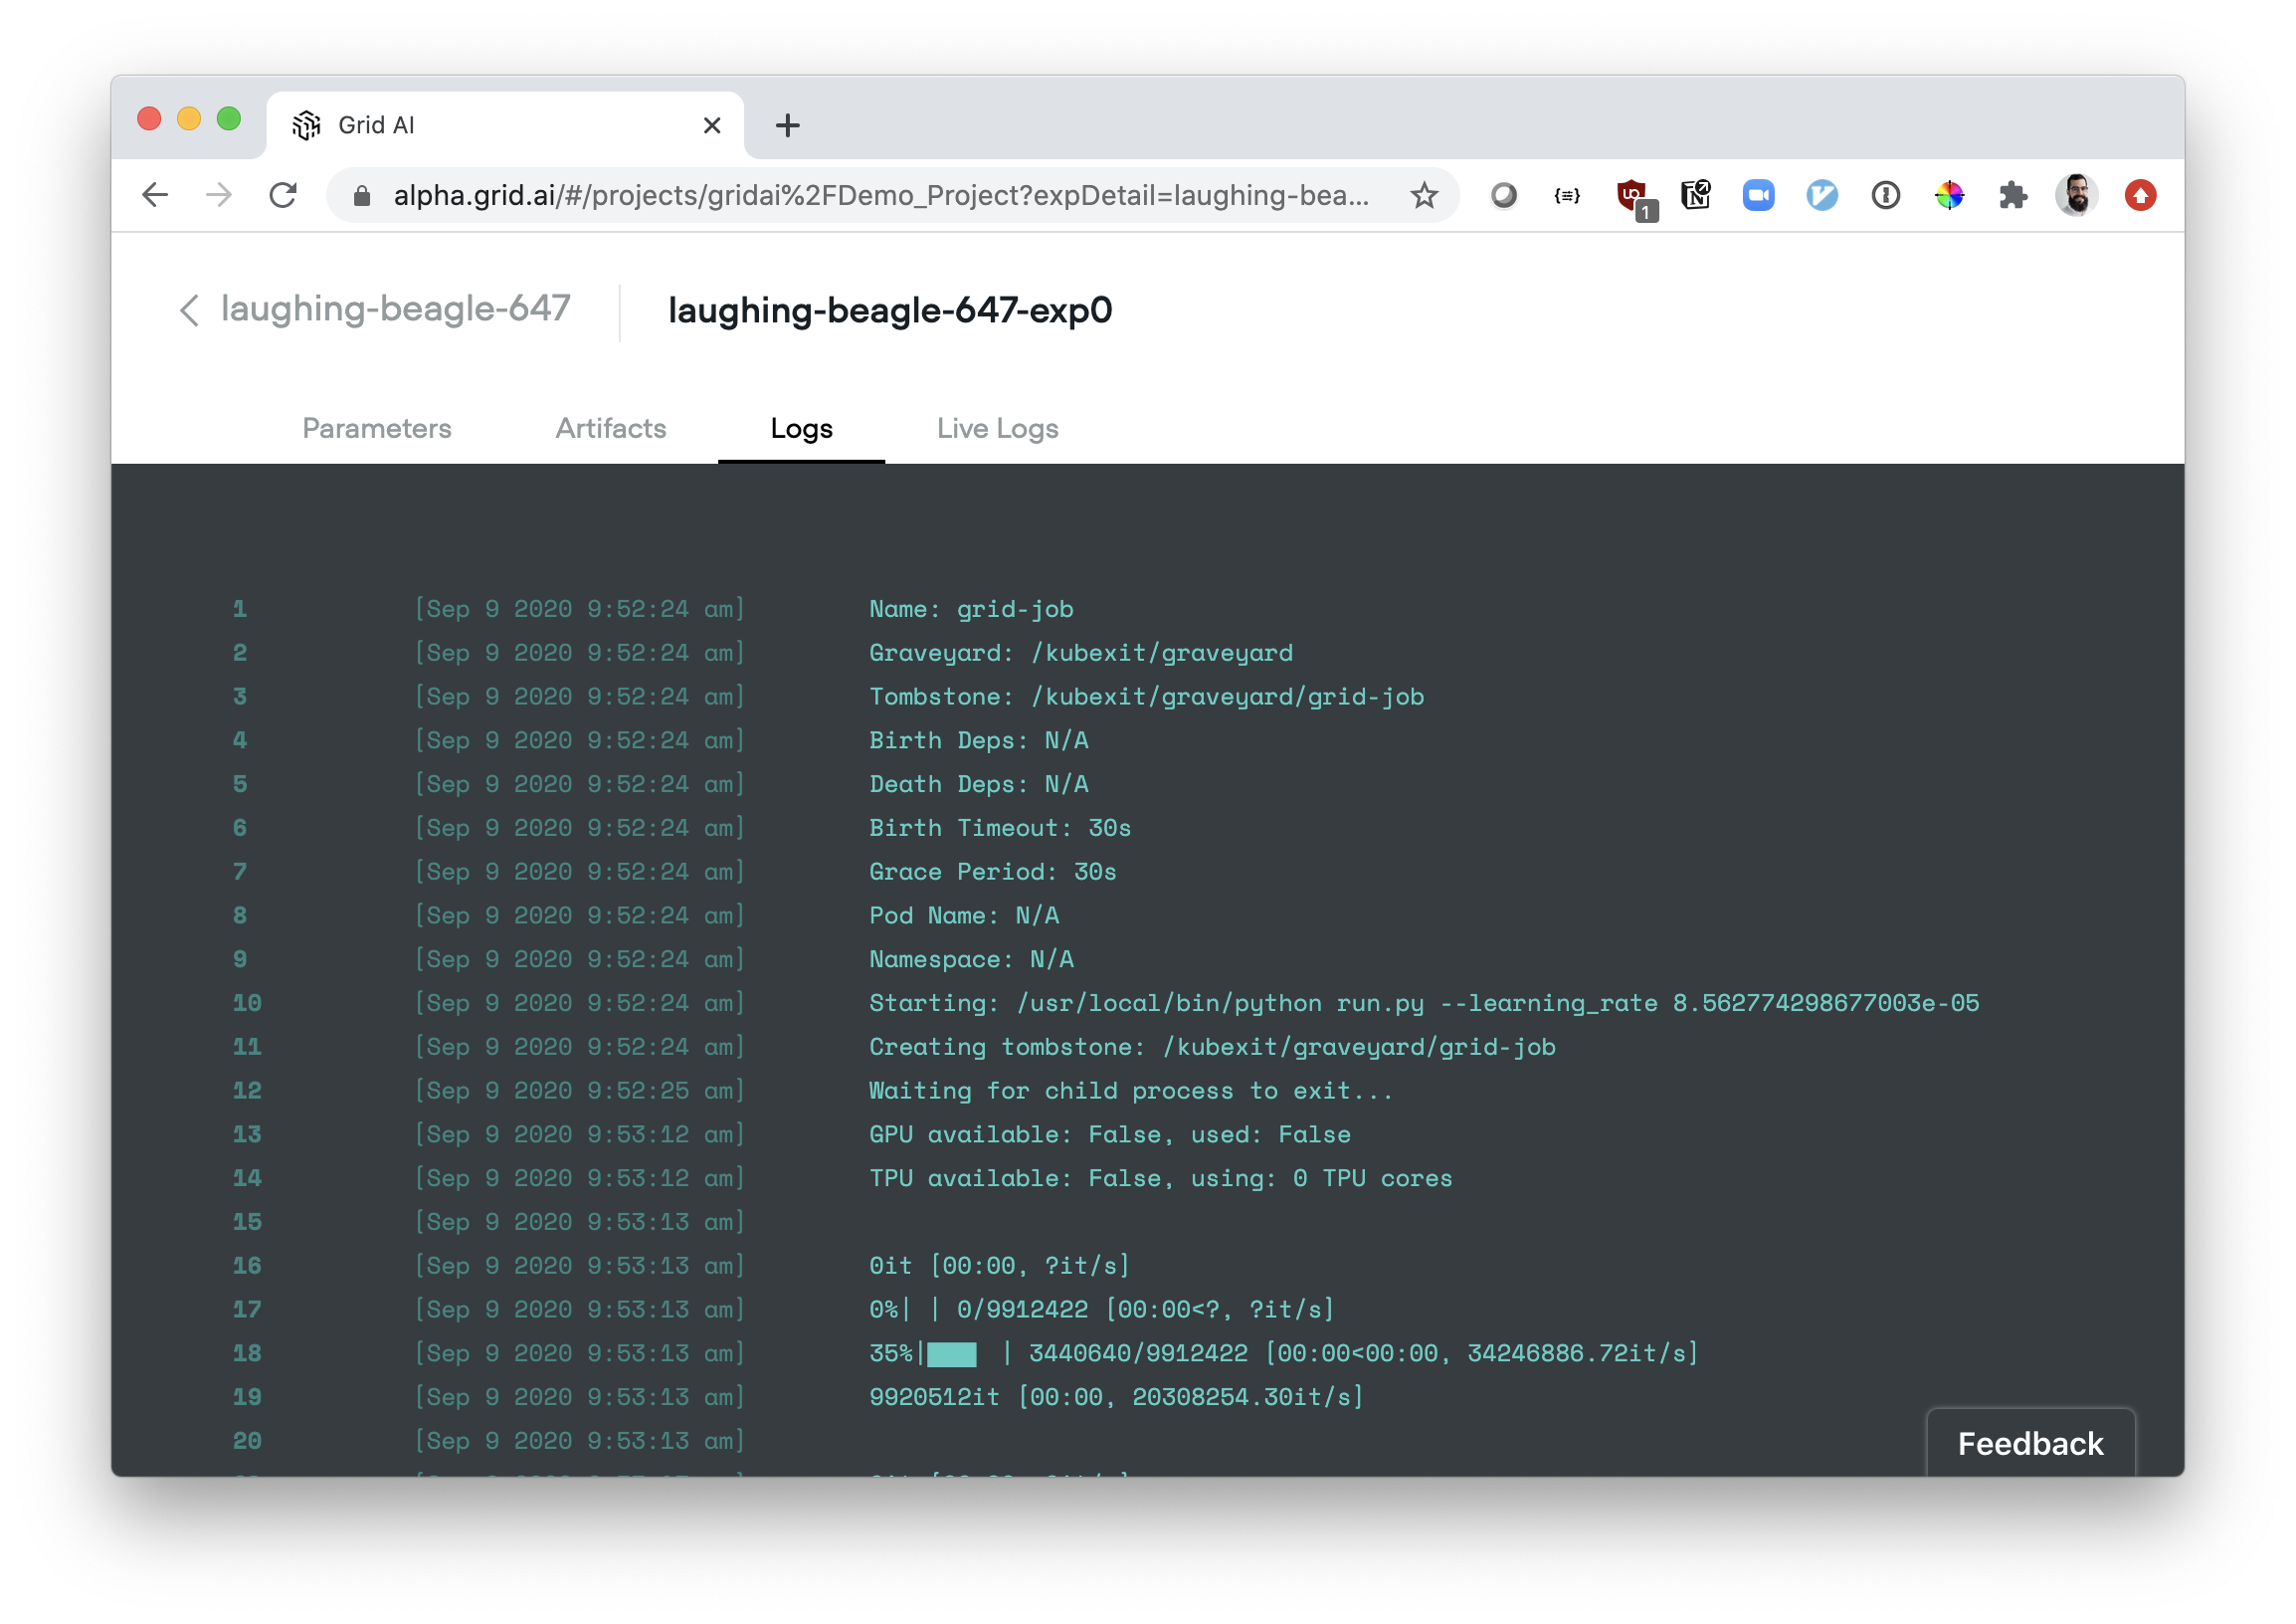 Grid AI
alpha.grid.ai/#/projects/gridai%2FDemo_Project?expDetail=laughing-bea...
1
laughing-beagle-647
laughing-beagle-647-exp0
Parameters Artifacts Logs Live Logs
1 [Sep 9 2020 9:52:24 am] Name: grid-job
2 [Sep 9 2020 9:52:24 am] Graveyard: /kubexit/graveyard
3 [Sep 9 2020 9:52:24 am] Tombstone: /kubexit/graveyard/grid-job
4 [Sep 9 2020 9:52:24 am] Birth Deps: N/A
5 [Sep 9 2020 9:52:24 am] Death Deps: N/A
6 [Sep 9 2020 9:52:24 am] Birth Timeout: 30s
7 [Sep 9 2020 9:52:24 am] Grace Period: 30s
8 [Sep 9 2020 9:52:24 am] Pod Name: N/A
9 [Sep 9 2020 9:52:24 am] Namespace: N/A
10 [Sep 9 2020 9:52:24 am] Starting: /usr/local/bin/python run.py --learning_rate 8.562774298677003e-05
11 [Sep 9 2020 9:52:24 am] Creating tombstone: /kubexit/graveyard/grid-job
12 [Sep 9 2020 9:52:25 am] Waiting for child process to exit...
13 [Sep 9 2020 9:53:12 am] GPU available: False, used: False
14 [Sep 9 2020 9:53:12 am] TPU available: False, using: 0 TPU cores
15 [Sep 9 2020 9:53:13 am]
16 [Sep 9 2020 9:53:13 am] 0it [00:00, ?it/s]
17 [Sep 9 2020 9:53:13 am] 0%| | 0/9912422 [00:00<?, ?it/s]
18 [Sep 9 2020 9:53:13 am] 35%|███ | 3440640/9912422 [00:00<00:00, 34246886.72it/s]
19 [Sep 9 2020 9:53:13 am] 9920512it [00:00, 20308254.30it/s]
20 [Sep 9 2020 9:53:13 am]
Feedback